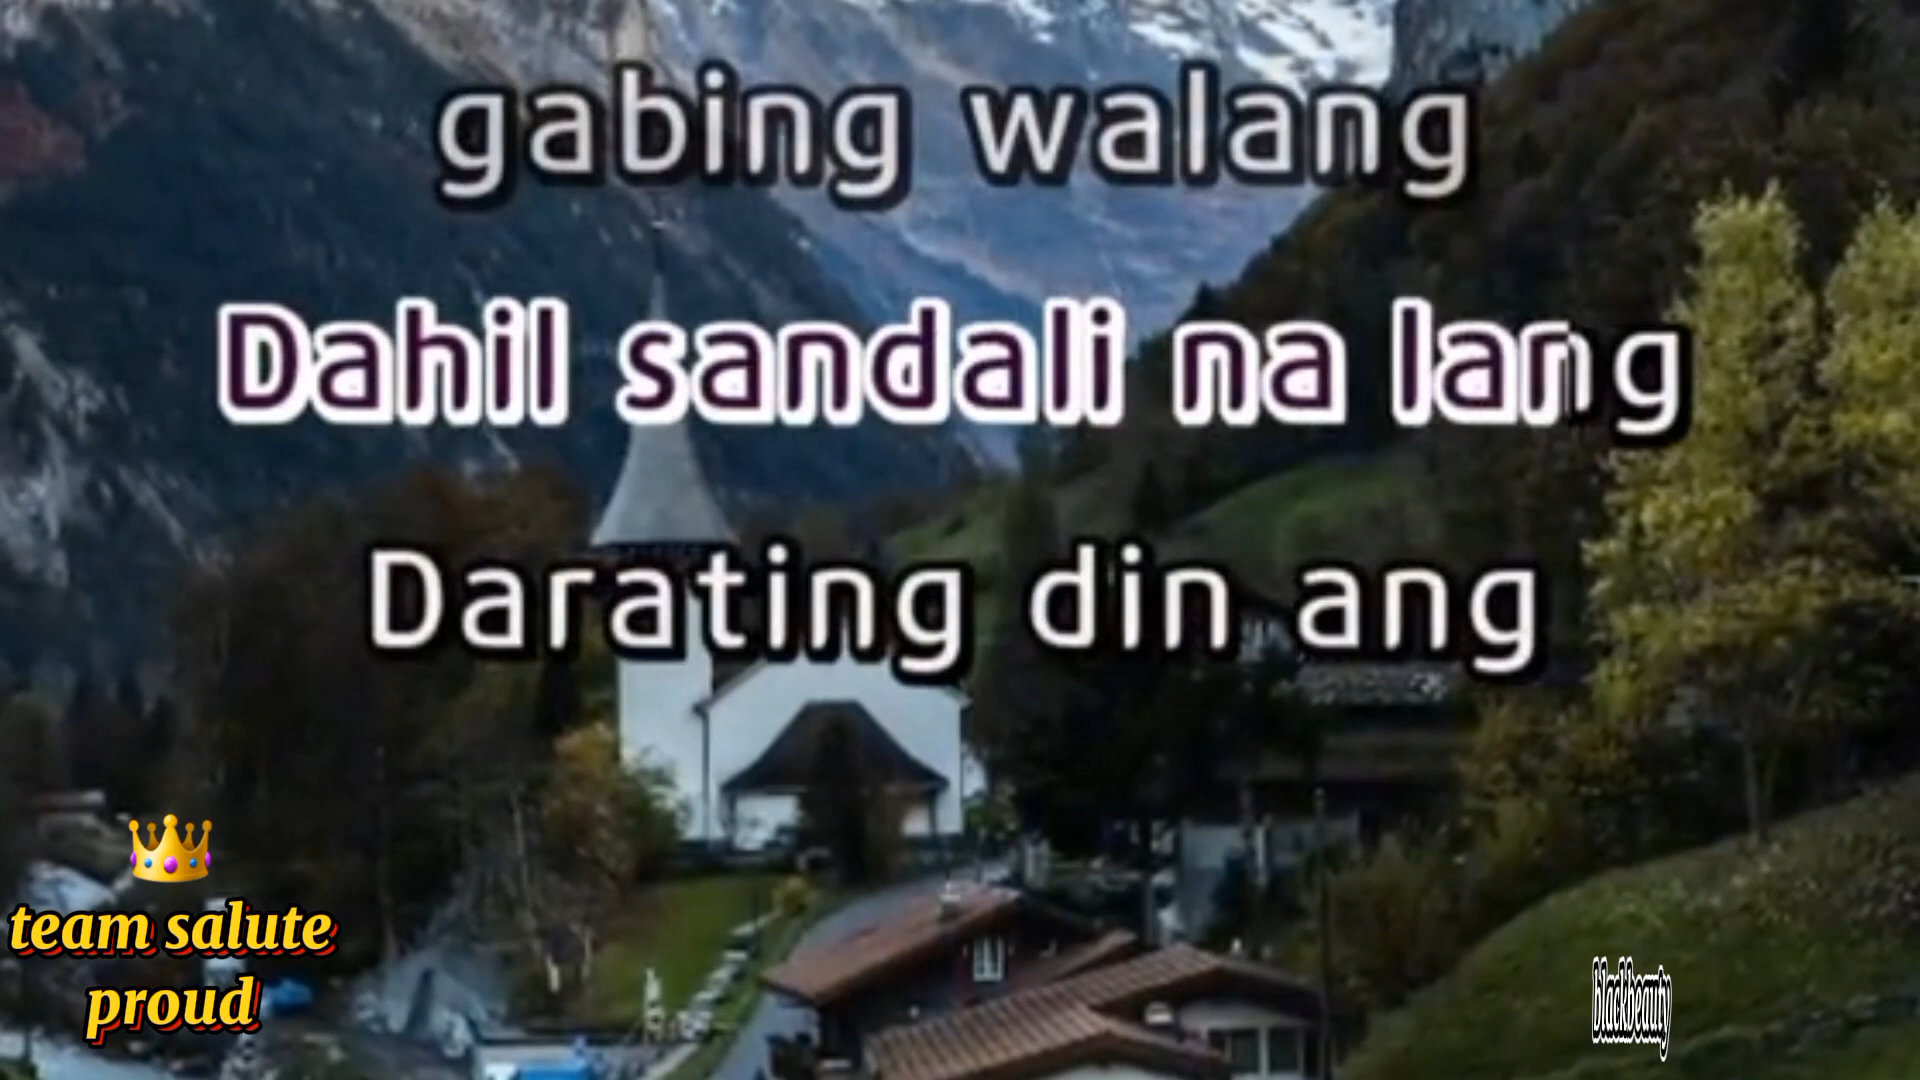 gabing walang
Dahil sandali na lang
Darating din ang
team salute
proud
blackbeauty